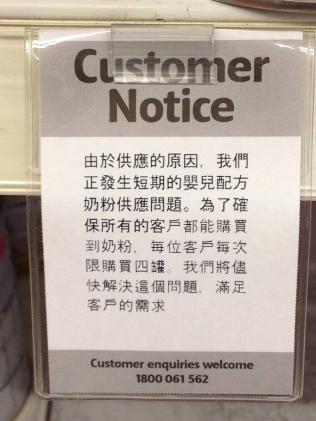 Customer
Notice
由於供應的原因, 我們
正發生短期的嬰兒配方
奶粉供應問題。為了確
保所有的客戶都能購買
到奶粉, 每位客戶每次
限購買四罐。我們將儘
快解決這個問題, 滿足
客戶的需求
Customer enquiries welcome
1800 061 562